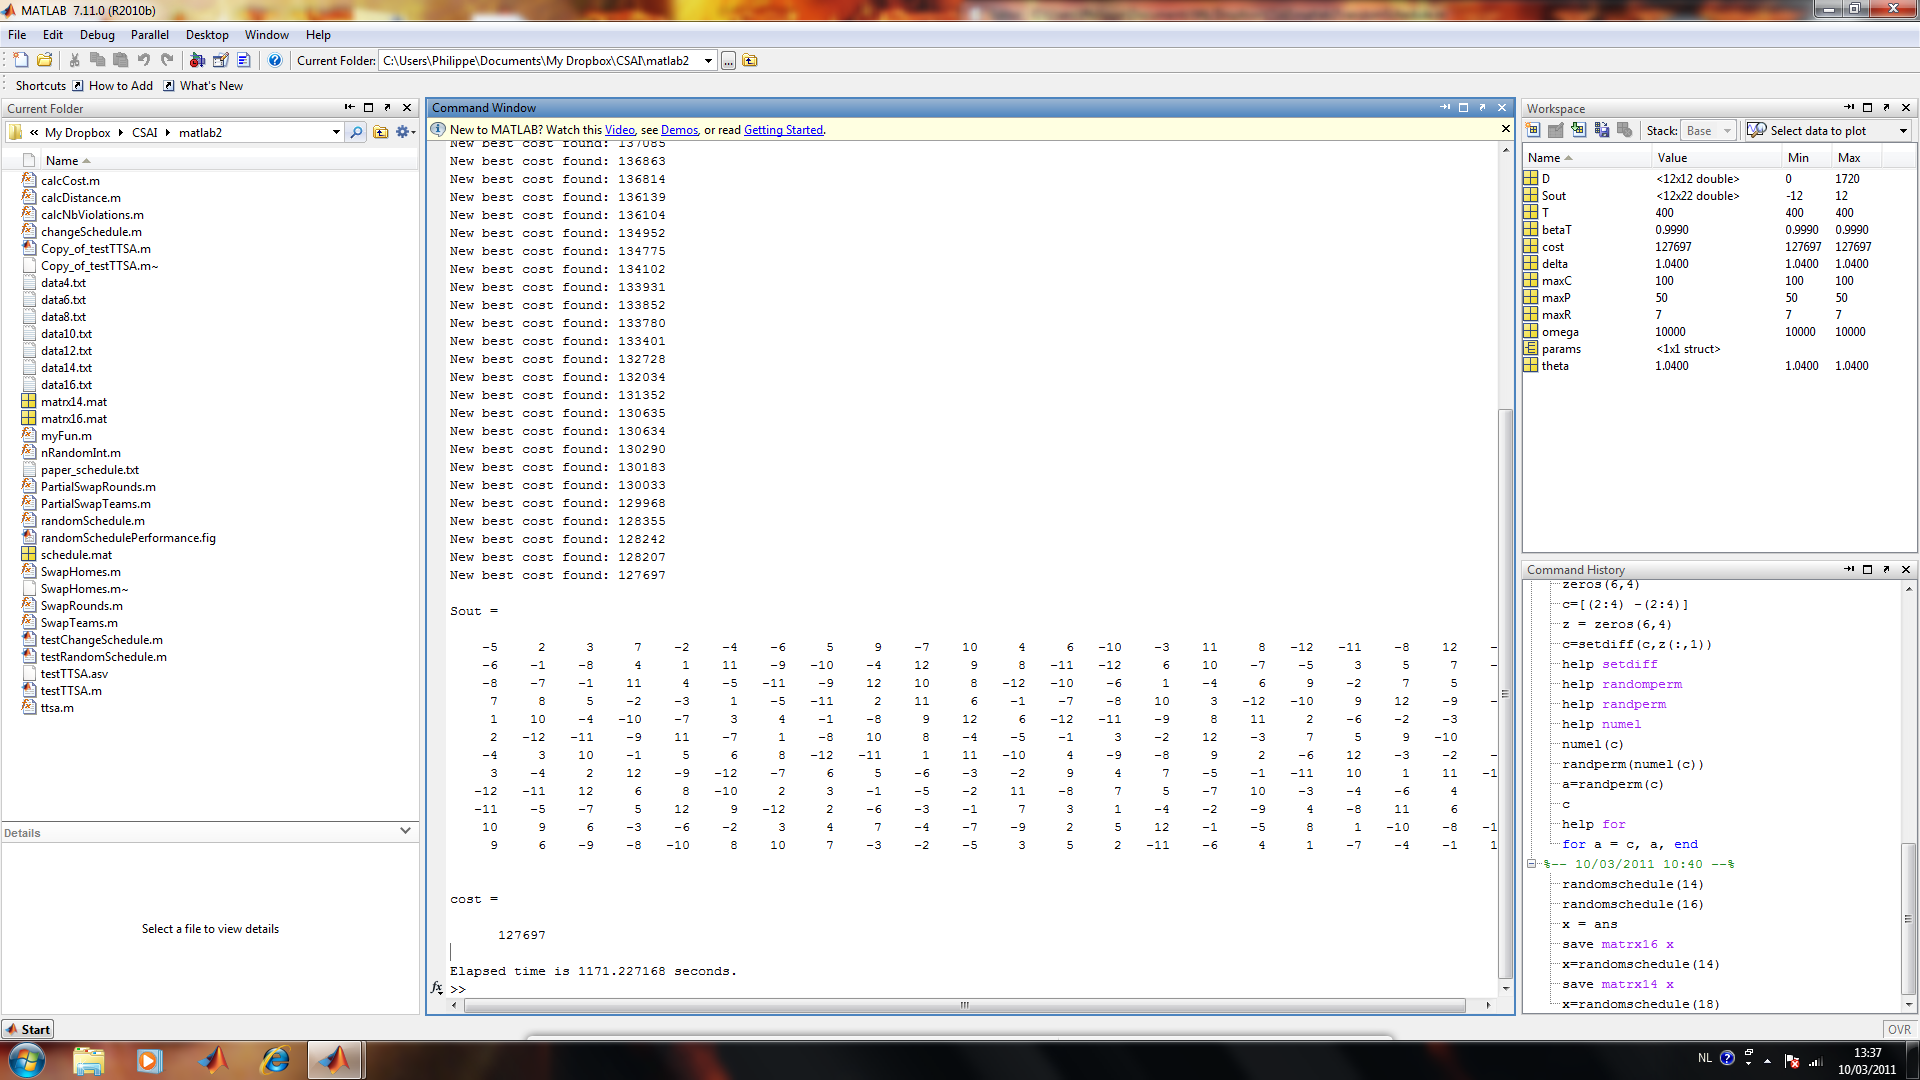 MATLAB 7.11.0 (R2010b)
File Edit Debug Parallel Desktop Window Help
Current Folder: C:\Users\Philippe\Documents\My Dropbox\CSAI\matlab2
Shortcuts How to Add What's New
Current Folder
« My Dropbox CSAI matlab2
Name
calcCost.m
calcDistance.m
calcNbViolations.m
changeSchedule.m
Copy_of_testTTSA.m
Copy_of_testTTSA.m~
data4.txt
data6.txt
data8.txt
data10.txt
data12.txt
data14.txt
data16.txt
matrx14.mat
matrx16.mat
myFun.m
nRandomInt.m
paper_schedule.txt
PartialSwapRounds.m
PartialSwapTeams.m
randomSchedule.m
randomSchedulePerformance.fig
schedule.mat
SwapHomes.m
SwapHomes.m~
SwapRounds.m
SwapTeams.m
testChangeSchedule.m
testRandomSchedule.m
testTTSA.asv
testTTSA.m
ttsa.m
Details
Select a file to view details
Start
Command Window
New to MATLAB? Watch this Video, see Demos, or read Getting Started.
New best cost found: 137085
New best cost found: 136863
New best cost found: 136814
New best cost found: 136139
New best cost found: 136104
New best cost found: 134952
New best cost found: 134775
New best cost found: 134102
New best cost found: 133931
New best cost found: 133852
New best cost found: 133780
New best cost found: 133401
New best cost found: 132728
New best cost found: 132034
New best cost found: 131352
New best cost found: 130635
New best cost found: 130634
New best cost found: 130290
New best cost found: 130183
New best cost found: 130033
New best cost found: 129968
New best cost found: 128355
New best cost found: 128242
New best cost found: 128207
New best cost found: 127697
Sout =
-5 2 3 7 -2 -4 -6 5 9 -7 10 4 6 -10 -3 11 8 -12 -11 -8 12 -
-6 -1 -8 4 1 11 -9 -10 -4 12 9 8 -11 -12 6 10 -7 -5 3 5 7 -
-8 -7 -1 11 4 -5 -11 -9 12 10 8 -12 -10 -6 1 -4 6 9 -2 7 5
7 8 5 -2 -3 1 -5 -11 2 11 6 -1 -7 -8 10 3 -12 -10 9 12 -9 -
1 10 -4 -10 -7 3 4 -1 -8 9 12 6 -12 -11 -9 8 11 2 -6 -2 -3
2 -12 -11 -9 11 -7 1 -8 10 8 -4 -5 -1 3 -2 12 -3 7 5 9 -10
-4 3 10 -1 5 6 8 -12 -11 1 11 -10 4 -9 -8 9 2 -6 12 -3 -2 -
3 -4 2 12 -9 -12 -7 6 5 -6 -3 -2 9 4 7 -5 -1 -11 10 1 11 -1
-12 -11 12 6 8 -10 2 3 -1 -5 -2 11 -8 7 5 -7 10 -3 -4 -6 4
-11 -5 -7 5 12 9 -12 2 -6 -3 -1 7 3 1 -4 -2 -9 4 -8 11 6
10 9 6 -3 -6 -2 3 4 7 -4 -7 -9 2 5 12 -1 -5 8 1 -10 -8 -1
9 6 -9 -8 -10 8 10 7 -3 -2 -5 3 5 2 -11 -6 4 1 -7 -4 -1 1
cost =
127697
Elapsed time is 1171.227168 seconds.
fx >>
Workspace
Stack: Base Select data to plot
Name Value Min Max
D <12x12 double> 0 1720
Sout <12x22 double> -12 12
T 400 400 400
betaT 0.9990 0.9990 0.9990
cost 127697 127697 127697
delta 1.0400 1.0400 1.0400
maxC 100 100 100
maxP 50 50 50
maxR 7 7 7
omega 10000 10000 10000
params <1x1 struct>
theta 1.0400 1.0400 1.0400
Command History
zeros(6,4)
c=[(2:4) -(2:4)]
z = zeros(6,4)
c=setdiff(c,z(:,1))
help setdiff
help randomperm
help randperm
help numel
numel(c)
randperm(numel(c))
a=randperm(c)
c
help for
for a = c, a, end
%-- 10/03/2011 10:40 --%
randomschedule(14)
randomschedule(16)
x = ans
save matrx16 x
x=randomschedule(14)
save matrx14 x
x=randomschedule(18)
OVR
NL
13:37
10/03/2011